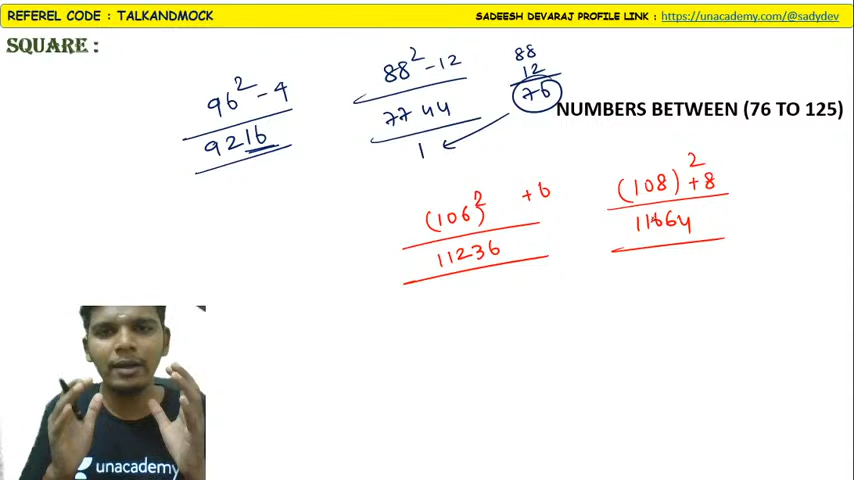 REFEREL CODE : TALKANDMOCK
SADEESH DEVARAJ PROFILE LINK : https://unacademy.com/@sadydev
SQUARE :
96² - 4
9216
88² - 12
7744
1
88
12
76
NUMBERS BETWEEN (76 TO 125)
(106)² + 6
11236
(108)² + 8
11664
unacademy